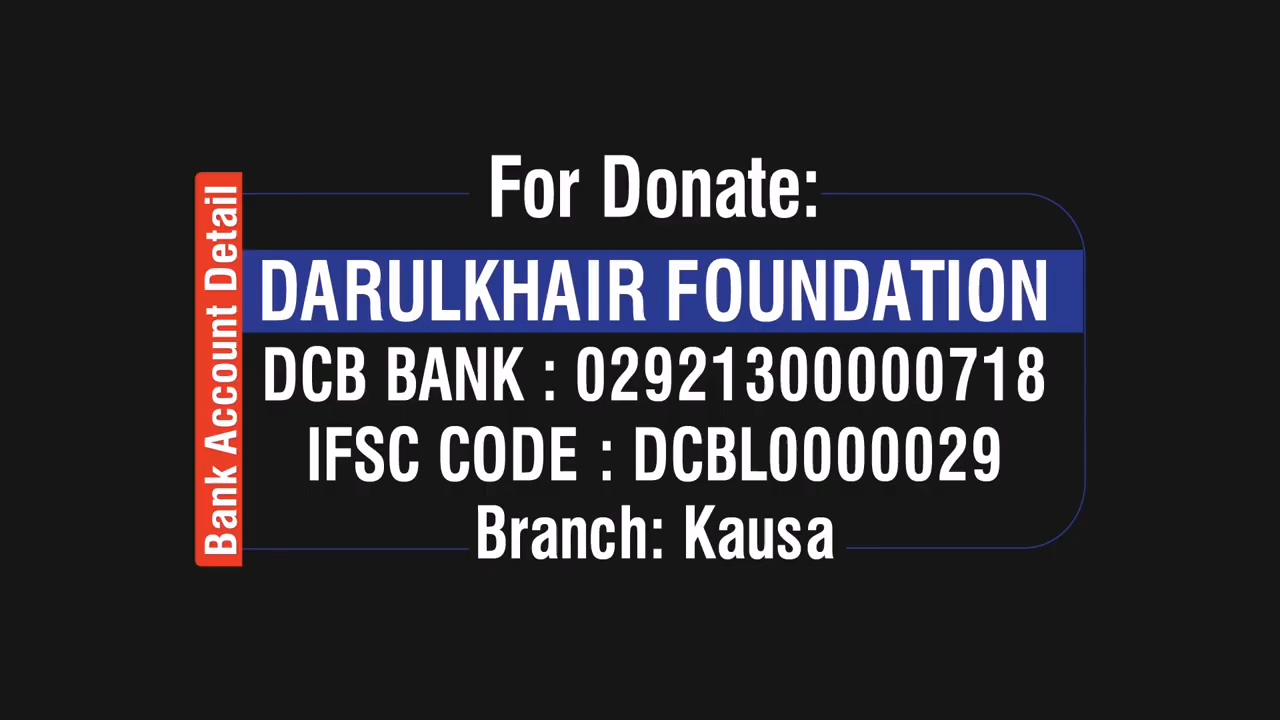 For Donate:
Bank Account Detail
DARULKHAIR FOUNDATION
DCB BANK : 02921300000718
IFSC CODE : DCBL0000029
Branch: Kausa